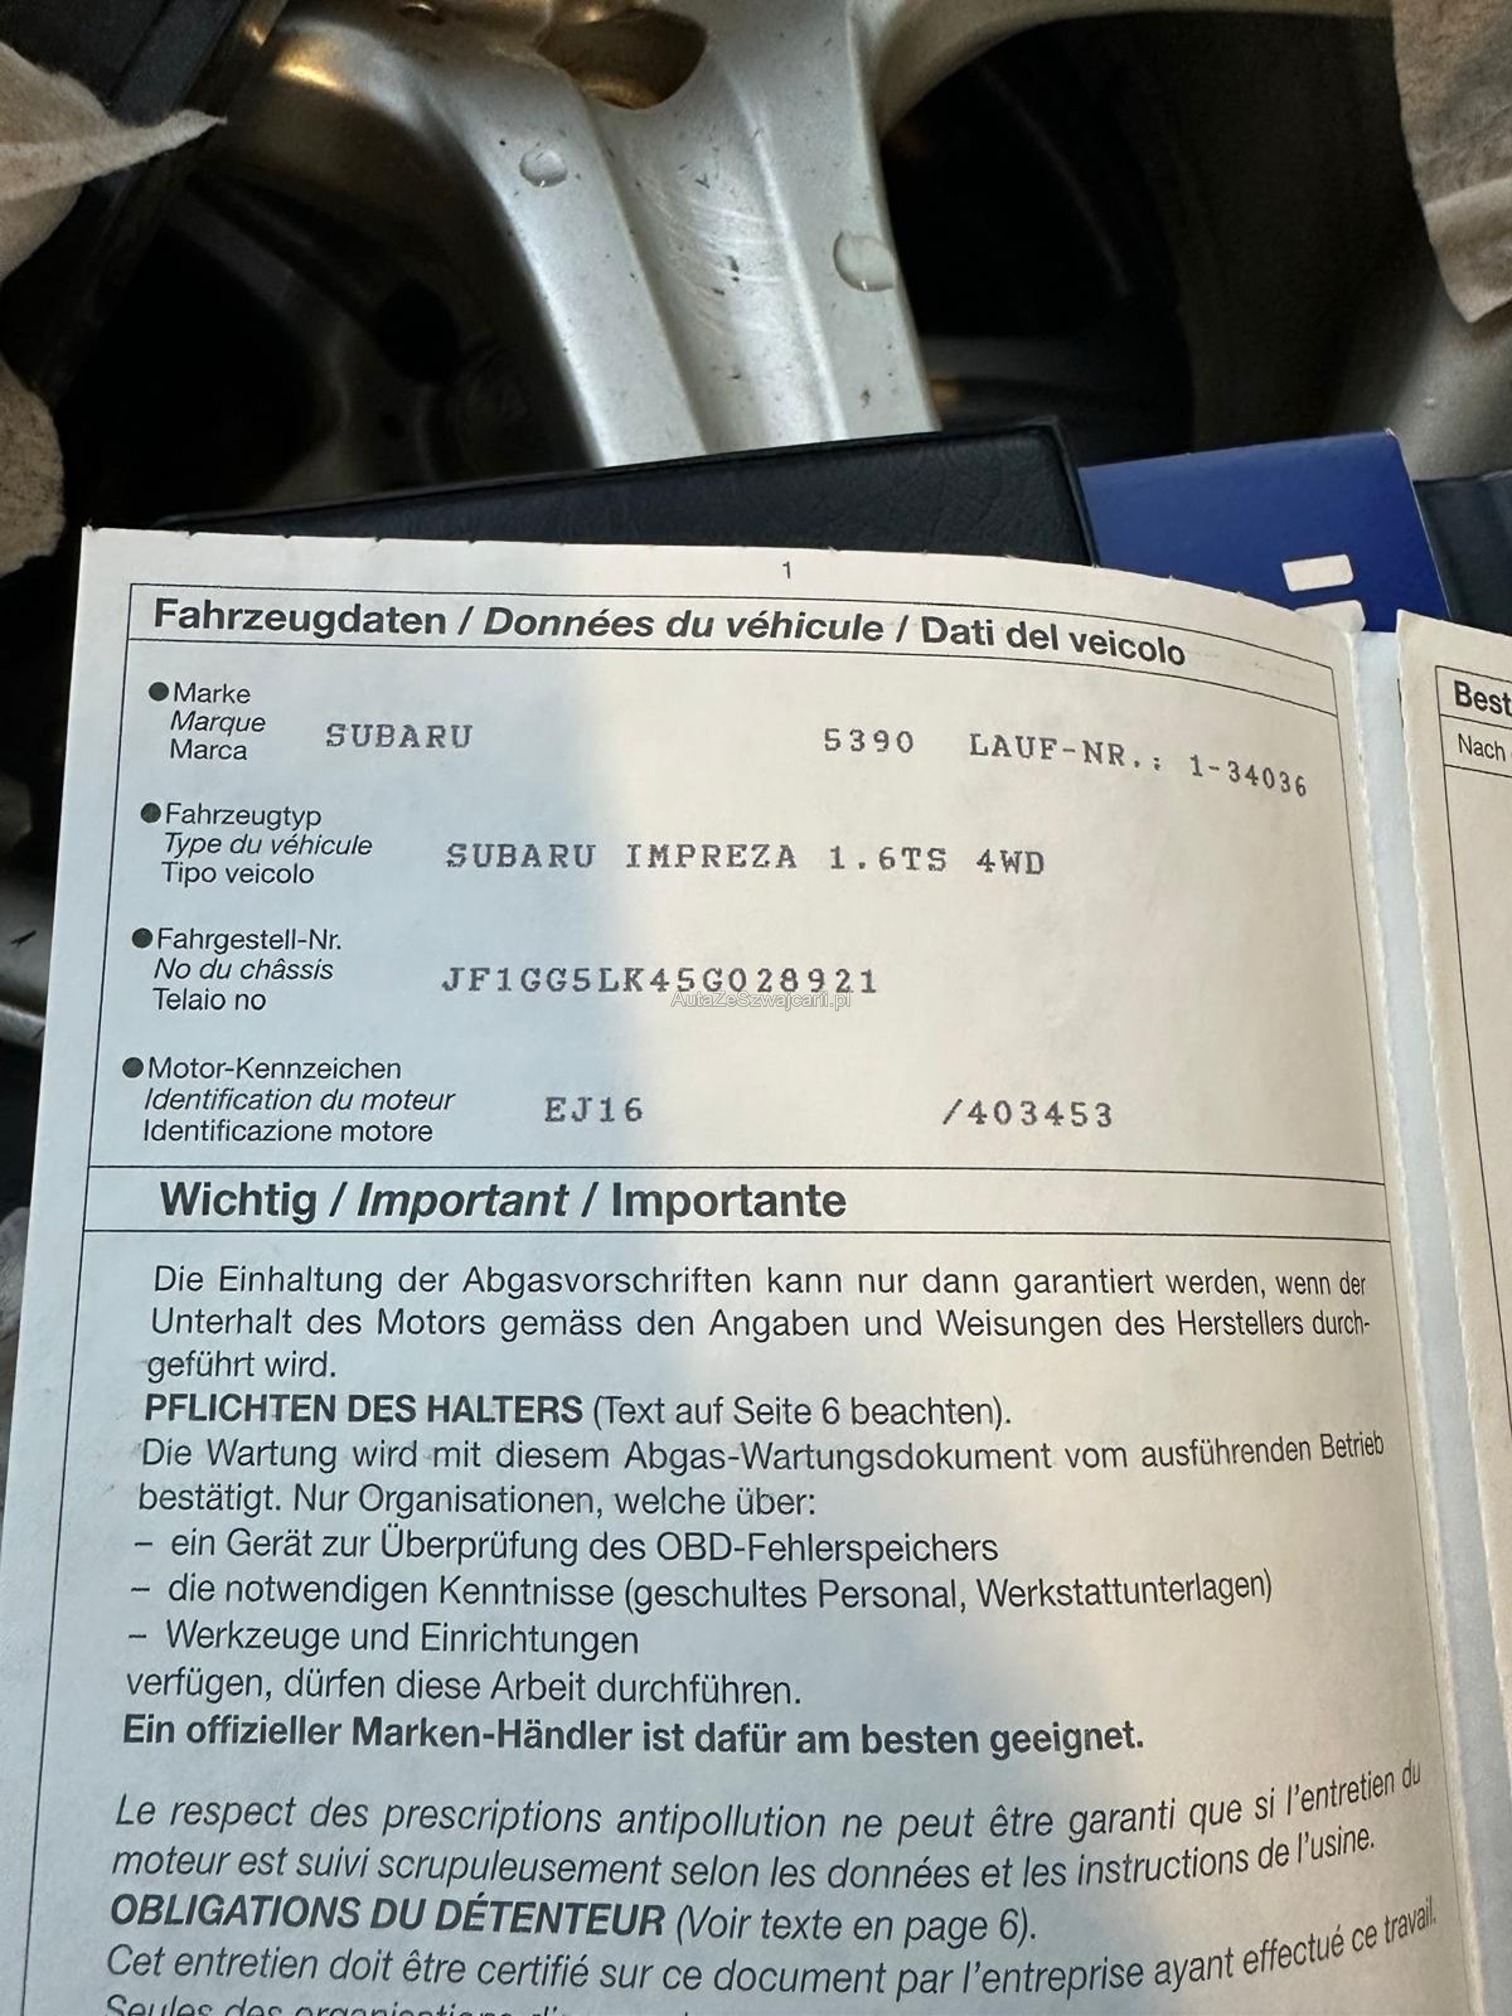 1
Fahrzeugdaten / Données du véhicule / Dati del veicolo
Marke
Marque
Marca
SUBARU 5390 LAUF-NR.: 1-34036
Fahrzeugtyp
Type du véhicule
Tipo veicolo
SUBARU IMPREZA 1.6TS 4WD
Fahrgestell-Nr.
No du châssis
Telaio no
JF1GG5LK45G028921
AutaZeSzwajcarii.pl
Motor-Kennzeichen
Identification du moteur
Identificazione motore
EJ16 /403453
Wichtig / Important / Importante
Die Einhaltung der Abgasvorschriften kann nur dann garantiert werden, wenn der
Unterhalt des Motors gemäss den Angaben und Weisungen des Herstellers durch-
geführt wird.
PFLICHTEN DES HALTERS (Text auf Seite 6 beachten).
Die Wartung wird mit diesem Abgas-Wartungsdokument vom ausführenden Betrieb
bestätigt. Nur Organisationen, welche über:
– ein Gerät zur Überprüfung des OBD-Fehlerspeichers
– die notwendigen Kenntnisse (geschultes Personal, Werkstattunterlagen)
– Werkzeuge und Einrichtungen
verfügen, dürfen diese Arbeit durchführen.
Ein offizieller Marken-Händler ist dafür am besten geeignet.
Le respect des prescriptions antipollution ne peut être garanti que si l'entretien du
moteur est suivi scrupuleusement selon les données et les instructions de l'usine.
OBLIGATIONS DU DÉTENTEUR (Voir texte en page 6).
Cet entretien doit être certifié sur ce document par l'entreprise ayant effectué ce travail.
Seules des
Best
Nach